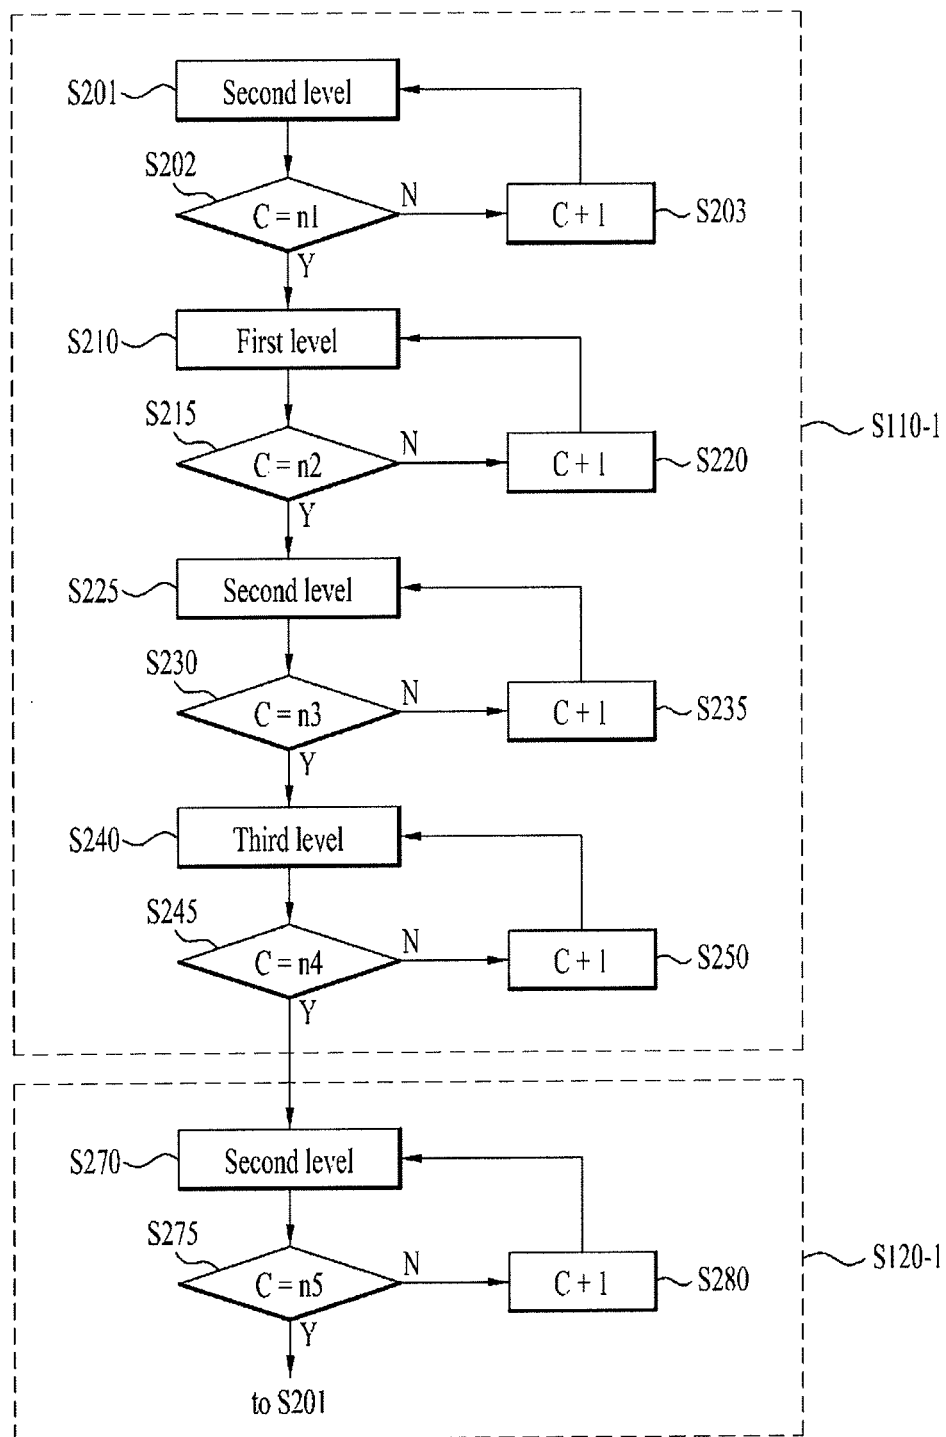 S201
Second level
S202
C = n1
N
C + 1
S203
Y
S210
First level
S215
C = n2
N
C + 1
S220
Y
S110-1
S225
Second level
S230
C = n3
N
C + 1
S235
Y
S240
Third level
S245
C = n4
N
C + 1
S250
Y
S270
Second level
S275
C = n5
N
C + 1
S280
Y
S120-1
to S201